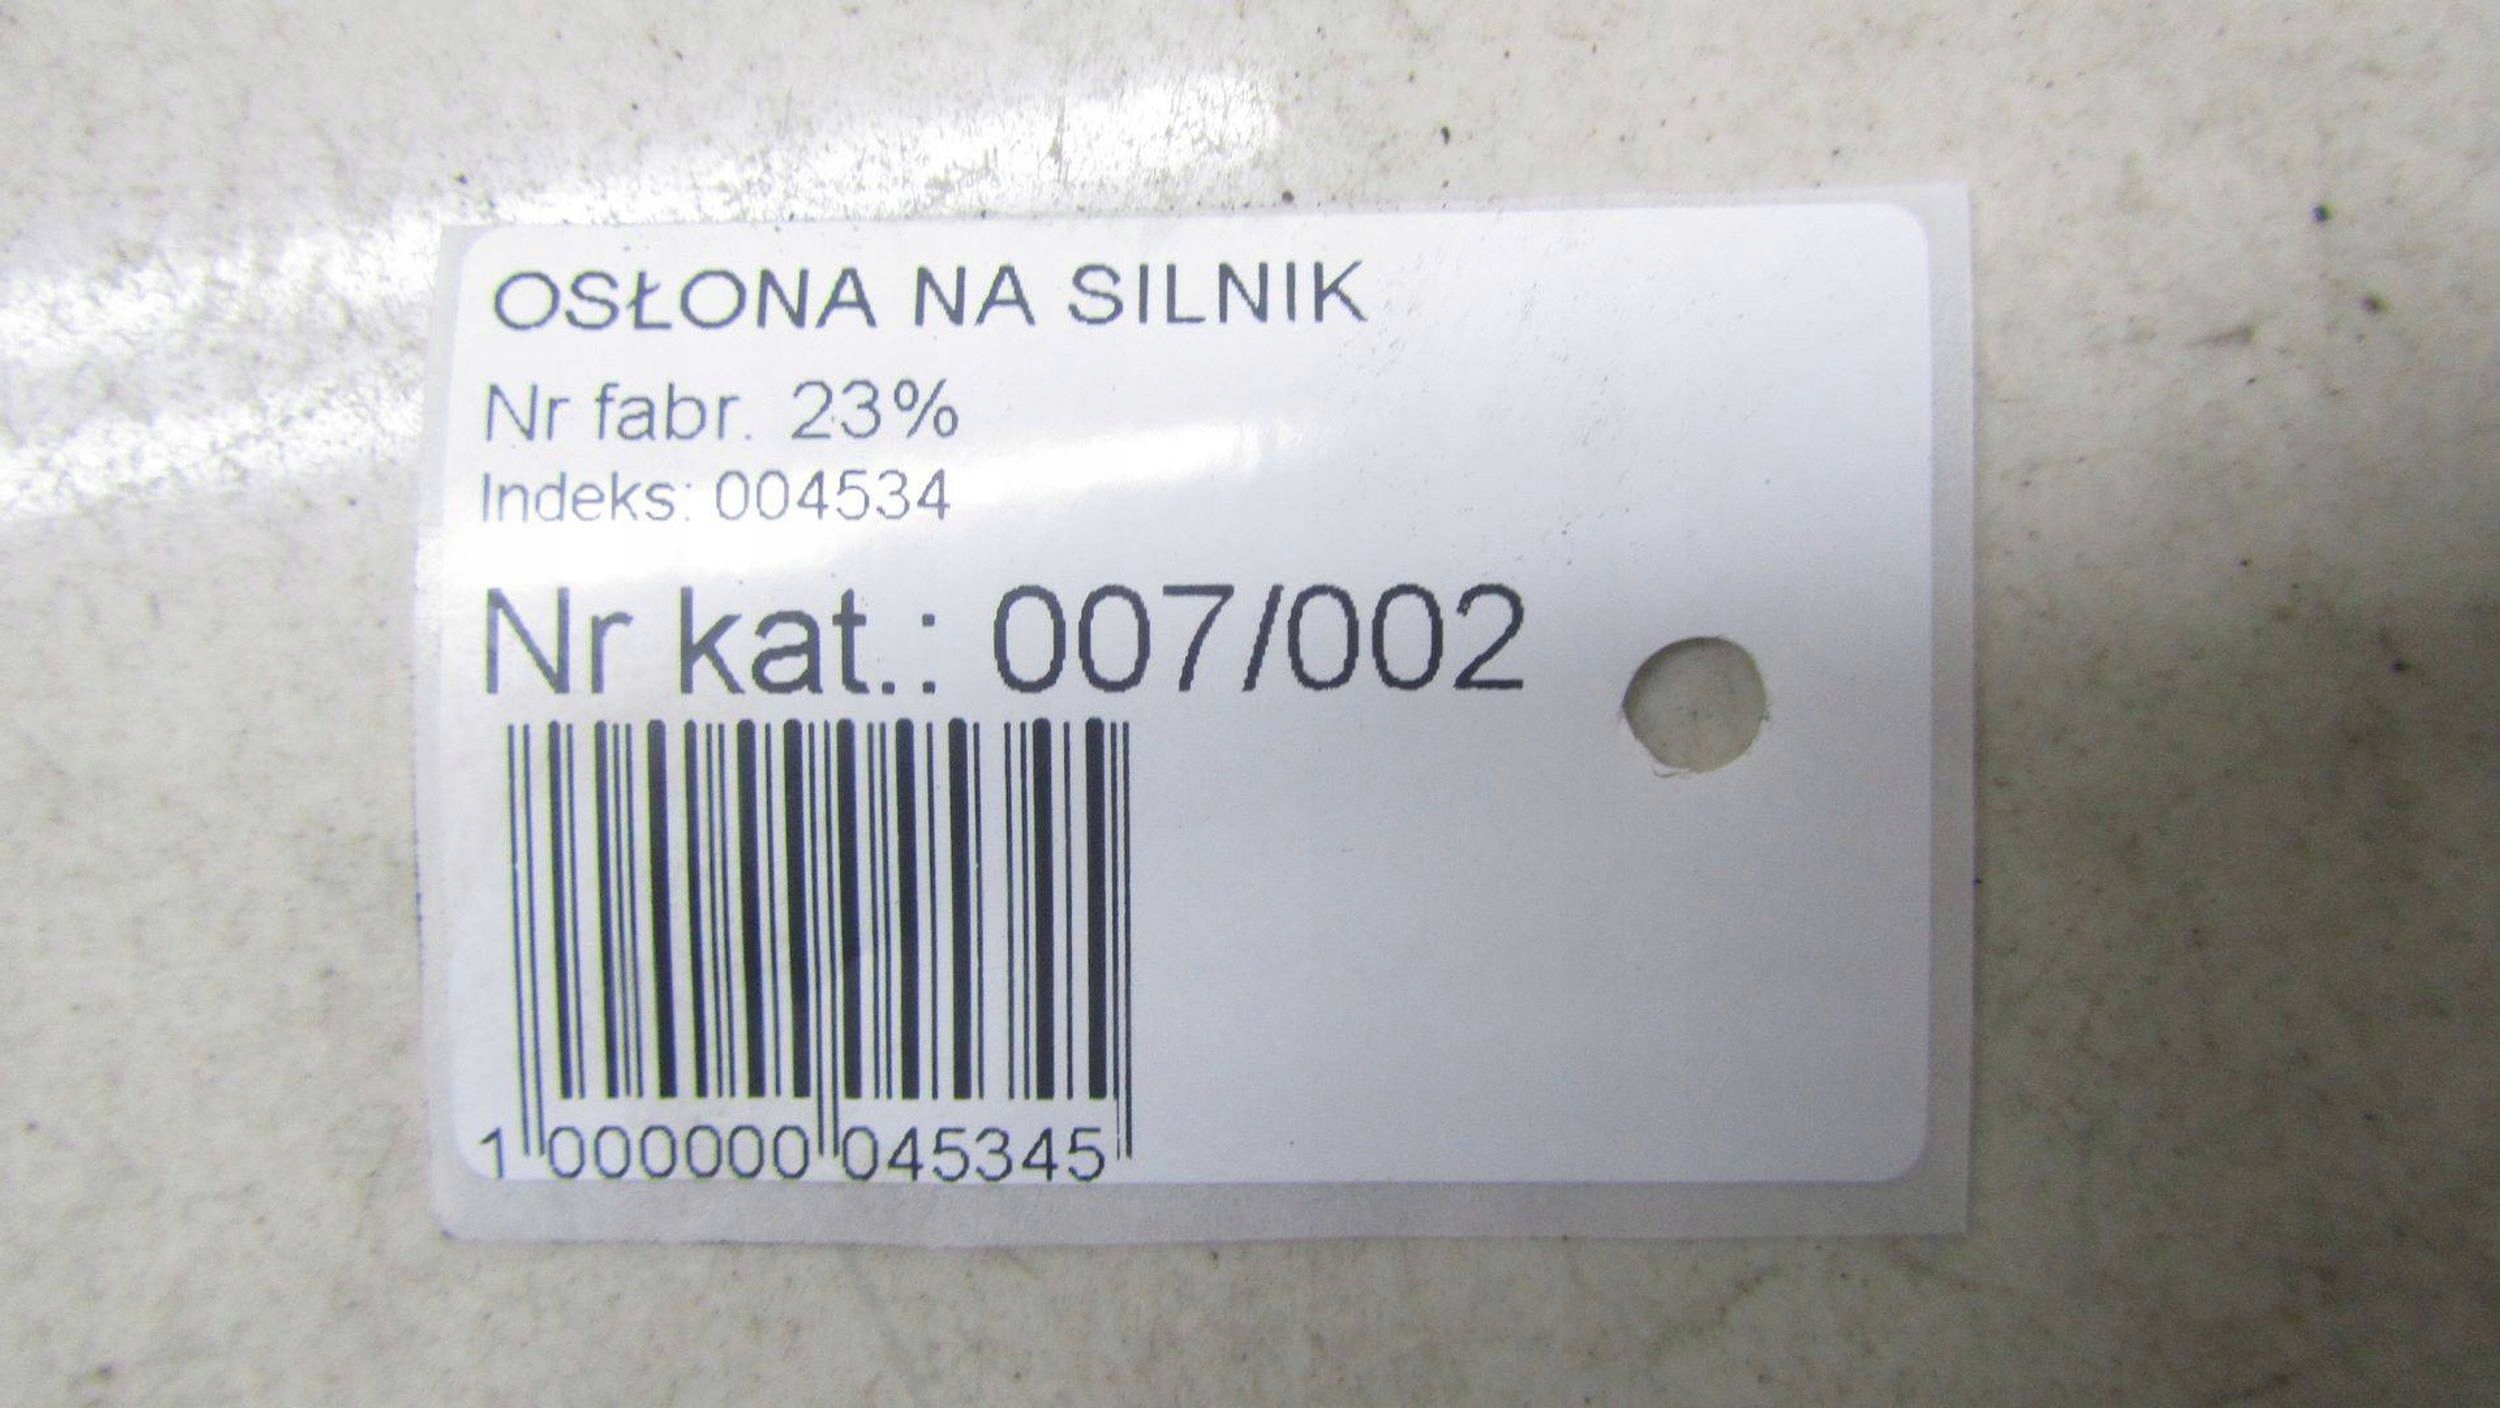 OSŁONA NA SILNIK
Nr fabr. 23%
Indeks: 004534
Nr kat.: 007/002
1 000000 045345